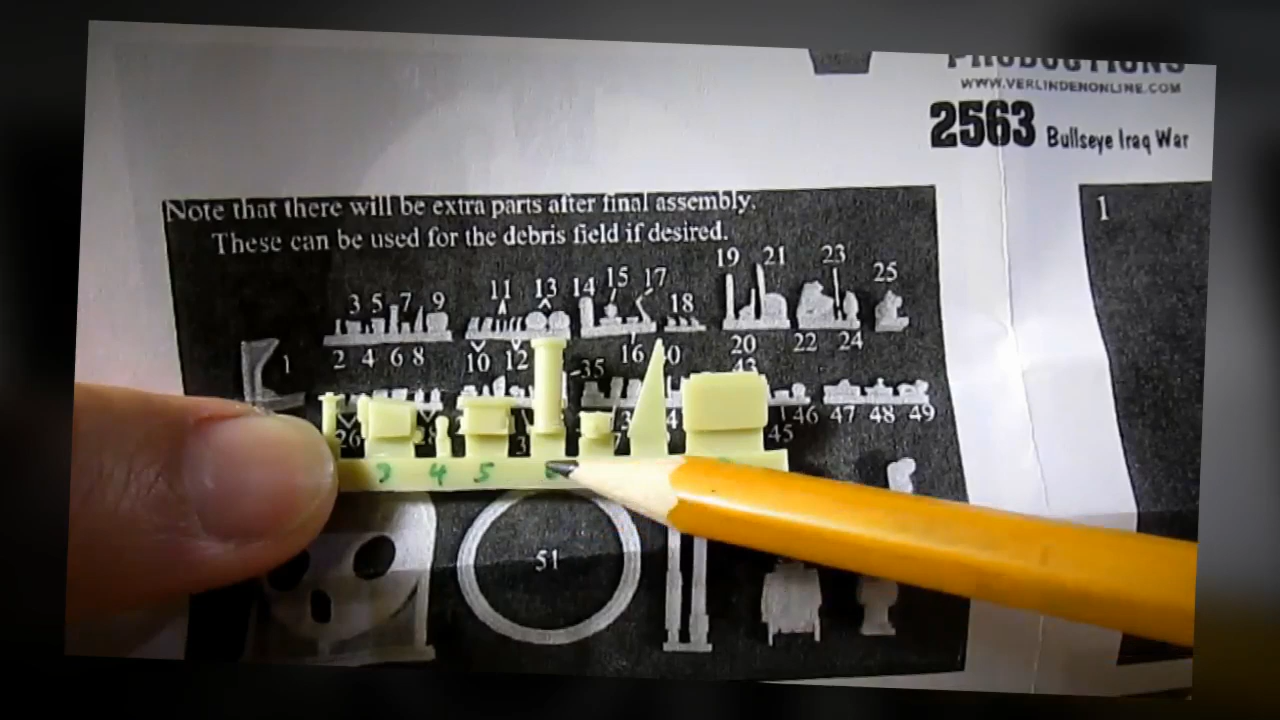 PRODUCTIONS
WWW.VERLINDENONLINE.COM
2563 Bullseye Iraq War
Note that there will be extra parts after final assembly.
These can be used for the debris field if desired.
1
19 21 23 25
3 5 7 9 11 13 14 15 17 18
1 2 4 6 8 10 12 16 20 22 24
35 43
26 45 46 47 48 49
3 4 5 6
51